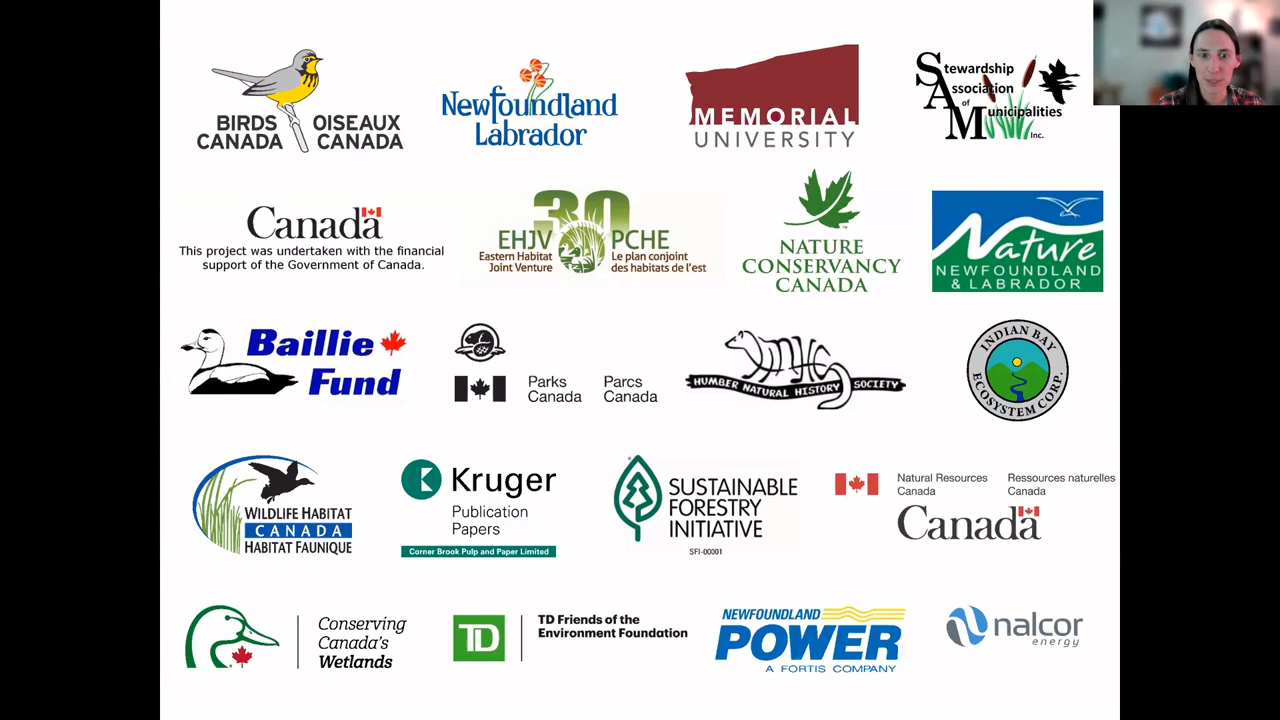 BIRDS CANADA
OISEAUX CANADA
Newfoundland
Labrador
MEMORIAL
UNIVERSITY
Stewardship
Association
of
Municipalities
Inc.
Canada
This project was undertaken with the financial
support of the Government of Canada.
30
EHJV
Eastern Habitat
Joint Venture
PCHE
Le plan conjoint
des habitats de l'est
NATURE
CONSERVANCY
CANADA
Nature
NEWFOUNDLAND
& LABRADOR
Baillie
Fund
Parks
Canada
Parcs
Canada
HUMBER NATURAL HISTORY SOCIETY
INDIAN BAY
ECOSYSTEM CORP.
WILDLIFE HABITAT
CANADA
HABITAT FAUNIQUE
Kruger
Publication
Papers
Corner Brook Pulp and Paper Limited
SUSTAINABLE
FORESTRY
INITIATIVE
SFI-00001
Natural Resources
Canada
Ressources naturelles
Canada
Canada
Conserving
Canada's
Wetlands
TD
TD Friends of the
Environment Foundation
NEWFOUNDLAND
POWER
A FORTIS COMPANY
nalcor
energy